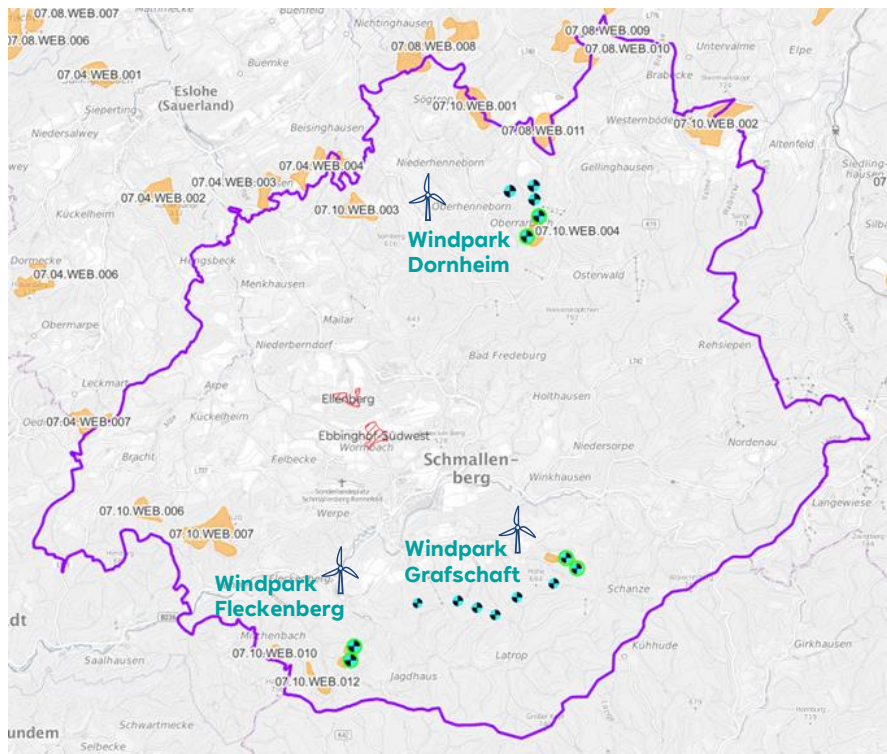 07.08.WEB.007
07.08.WEB.006
07.04.WEB.001
Eslohe
(Sauerland)
Büenfeld
Nichtinghausen
07.08.WEB.008
07.08.WEB.009
07.08.WEB.010
Untervalme
Elpe
Brabecke
Buemke
Sieperting
Niedersalwey
Sögtrop
07.10.WEB.001
07.08.WEB.011
Westernböde
07.10.WEB.002
Altenfeld
Beisinghausen
Niederhenneborn
Gellinghausen
07.04.WEB.004
07.04.WEB.003
07.04.WEB.002
07.10.WEB.003
Oberhenneborn
Kückelheim
07.10.WEB.004
Windpark
Dornheim
Dormecke
07.04.WEB.006
Hengsbeck
Menkhausen
Osterwald
Obermarpe
Mailar
Niederberndorf
Bad Fredeburg
Rehsiepen
Leckmart
Arpe
Ellenberg
Holthausen
Kückelheim
07.04.WEB.007
Ebbinghof-Südwest
Wormbach
Nordenau
Niedersorpe
Bracht
Felbecke
Schmallen-
berg
Winkhausen
Langewiese
Werpe
07.10.WEB.006
07.10.WEB.007
Windpark
Grafschaft
Windpark
Fleckenberg
Fleckenberg
Schanze
Latrop
Kühhude
Girkhausen
Saalhausen
07.10.WEB.010
07.10.WEB.012
Jagdhaus
Schwartmecke
Selbecke